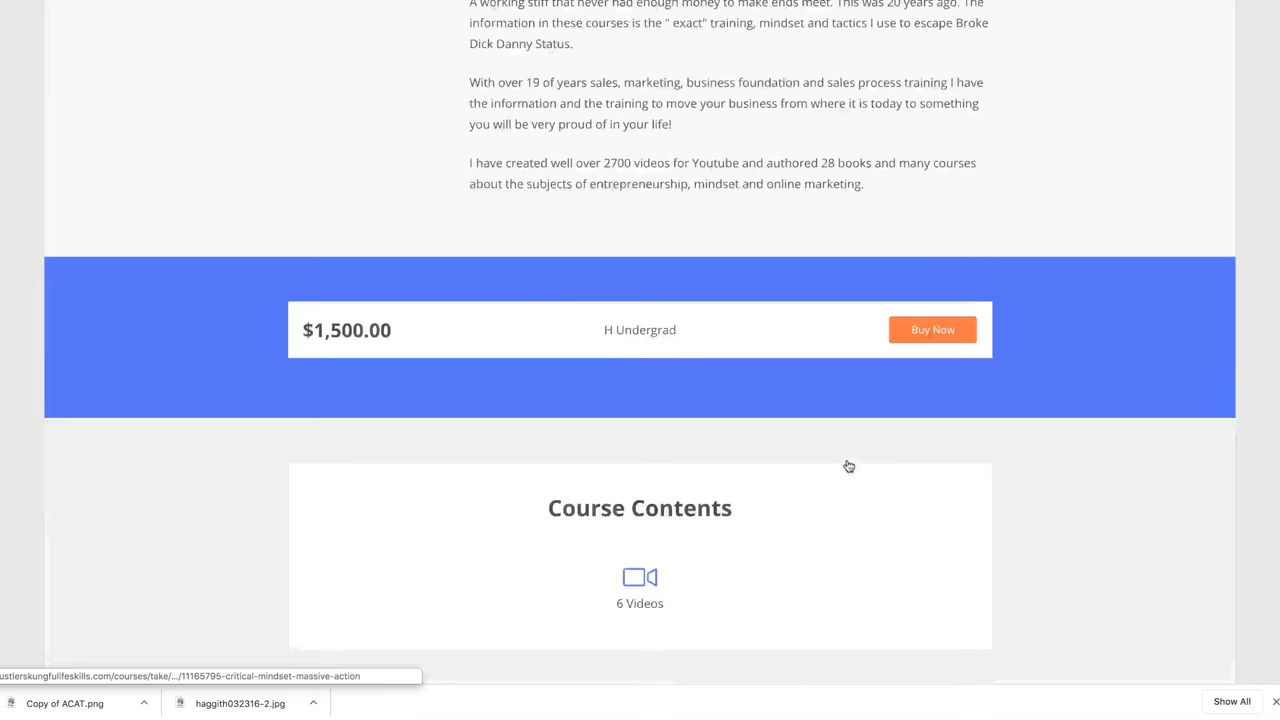 A working stiff that never had enough money to make ends meet. This was 20 years ago. The
information in these courses is the " exact" training, mindset and tactics I use to escape Broke
Dick Danny Status.
With over 19 of years sales, marketing, business foundation and sales process training I have
the information and the training to move your business from where it is today to something
you will be very proud of in your life!
I have created well over 2700 videos for Youtube and authored 28 books and many courses
about the subjects of entrepreneurship, mindset and online marketing.
$1,500.00
H Undergrad
Buy Now
Course Contents
6 Videos
ustlerskungfulifeskills.com/courses/take/.../11165795-critical-mindset-massive-action
Copy of ACAT.png
haggith032316-2.jpg
Show All